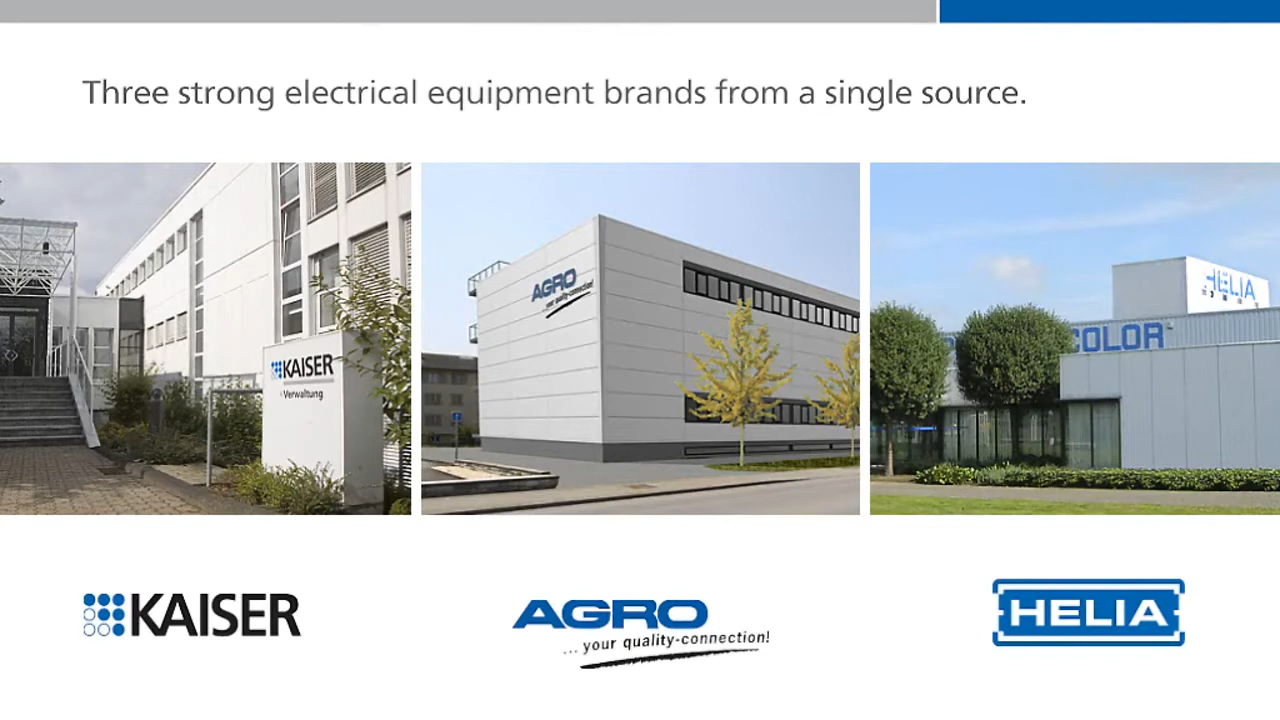 Three strong electrical equipment brands from a single source.
KAISER
Verwaltung
AGRO
... your quality-connection!
HELIA
COLOR
KAISER
AGRO
... your quality-connection!
HELIA